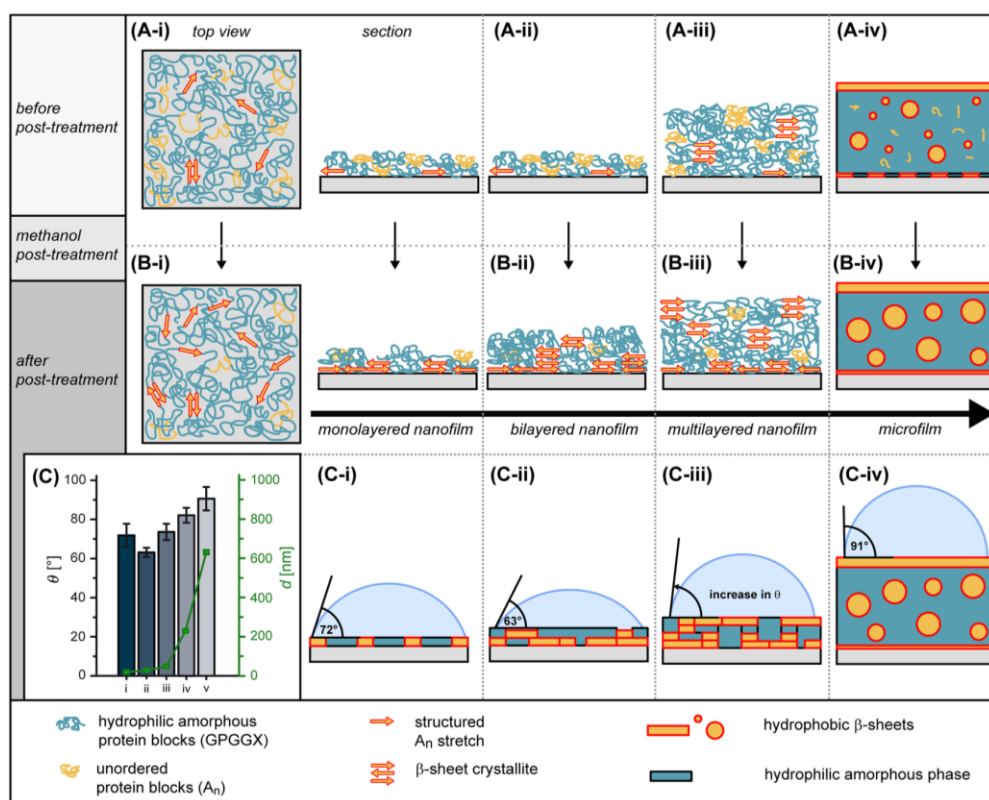 (A-i)
top view
section
(A-ii)
(A-iii)
(A-iv)
before
post-treatment
methanol
post-treatment
(B-i)
(B-ii)
(B-iii)
(B-iv)
after
post-treatment
monolayered nanofilm
bilayered nanofilm
multilayered nanofilm
microfilm
(C)
100
80
60
40
20
0
θ [°]
1000
800
600
400
200
0
d [nm]
i
ii
iii
iv
v
(C-i)
72°
(C-ii)
63°
(C-iii)
increase in θ
(C-iv)
91°
hydrophilic amorphous
protein blocks (GPGGX)
structured
Aₙ stretch
hydrophobic β-sheets
unordered
protein blocks (Aₙ)
β-sheet crystallite
hydrophilic amorphous phase